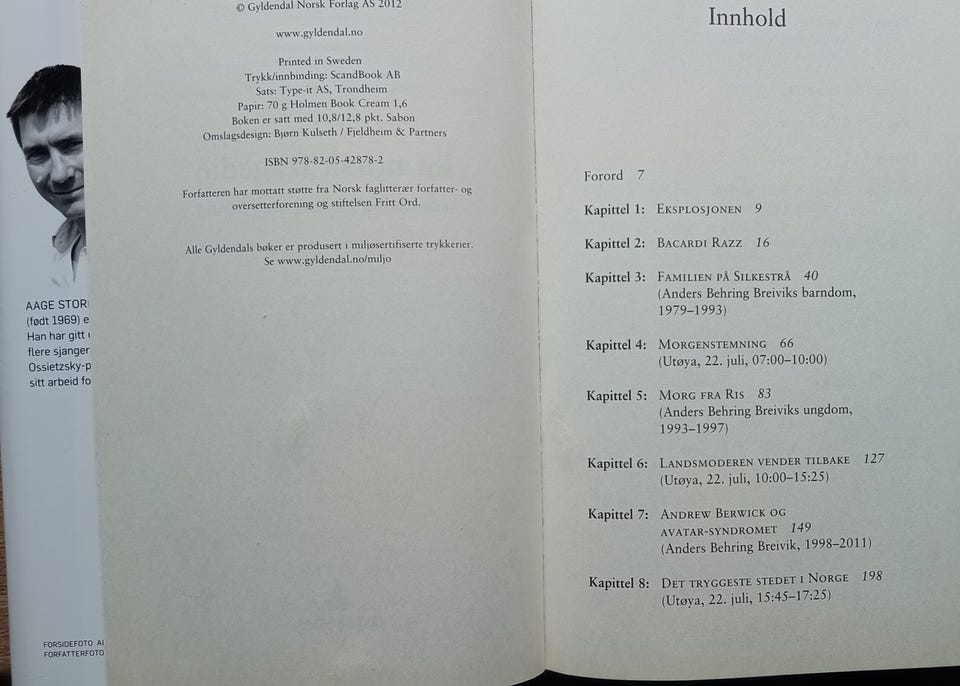 AAGE STOR
(født 1969) e
Han har gitt
flere sjanger
Ossietzsky-p
sitt arbeid fo
FORSIDEFOTO: A
FORFATTERFOTO
© Gyldendal Norsk Forlag AS 2012
www.gyldendal.no
Printed in Sweden
Trykk/innbinding: ScandBook AB
Sats: Type-it AS, Trondheim
Papir: 70 g Holmen Book Cream 1,6
Boken er satt med 10,8/12,8 pkt. Sabon
Omslagsdesign: Bjørn Kulseth / Fjeldheim & Partners
ISBN 978-82-05-42878-2
Forfatteren har mottatt støtte fra Norsk faglitterær forfatter- og
oversetterforening og stiftelsen Fritt Ord.
Alle Gyldendals bøker er produsert i miljøsertifiserte trykkerier.
Se www.gyldendal.no/miljo
Innhold
Forord 7
Kapittel 1: EKSPLOSJONEN 9
Kapittel 2: BACARDI RAZZ 16
Kapittel 3: FAMILIEN PÅ SILKESTRÅ 40
(Anders Behring Breiviks barndom,
1979–1993)
Kapittel 4: MORGENSTEMNING 66
(Utøya, 22. juli, 07:00–10:00)
Kapittel 5: MORG FRA RIS 83
(Anders Behring Breiviks ungdom,
1993–1997)
Kapittel 6: LANDSMODEREN VENDER TILBAKE 127
(Utøya, 22. juli, 10:00–15:25)
Kapittel 7: ANDREW BERWICK OG
AVATAR-SYNDROMET 149
(Anders Behring Breivik, 1998–2011)
Kapittel 8: DET TRYGGESTE STEDET I NORGE 198
(Utøya, 22. juli, 15:45–17:25)